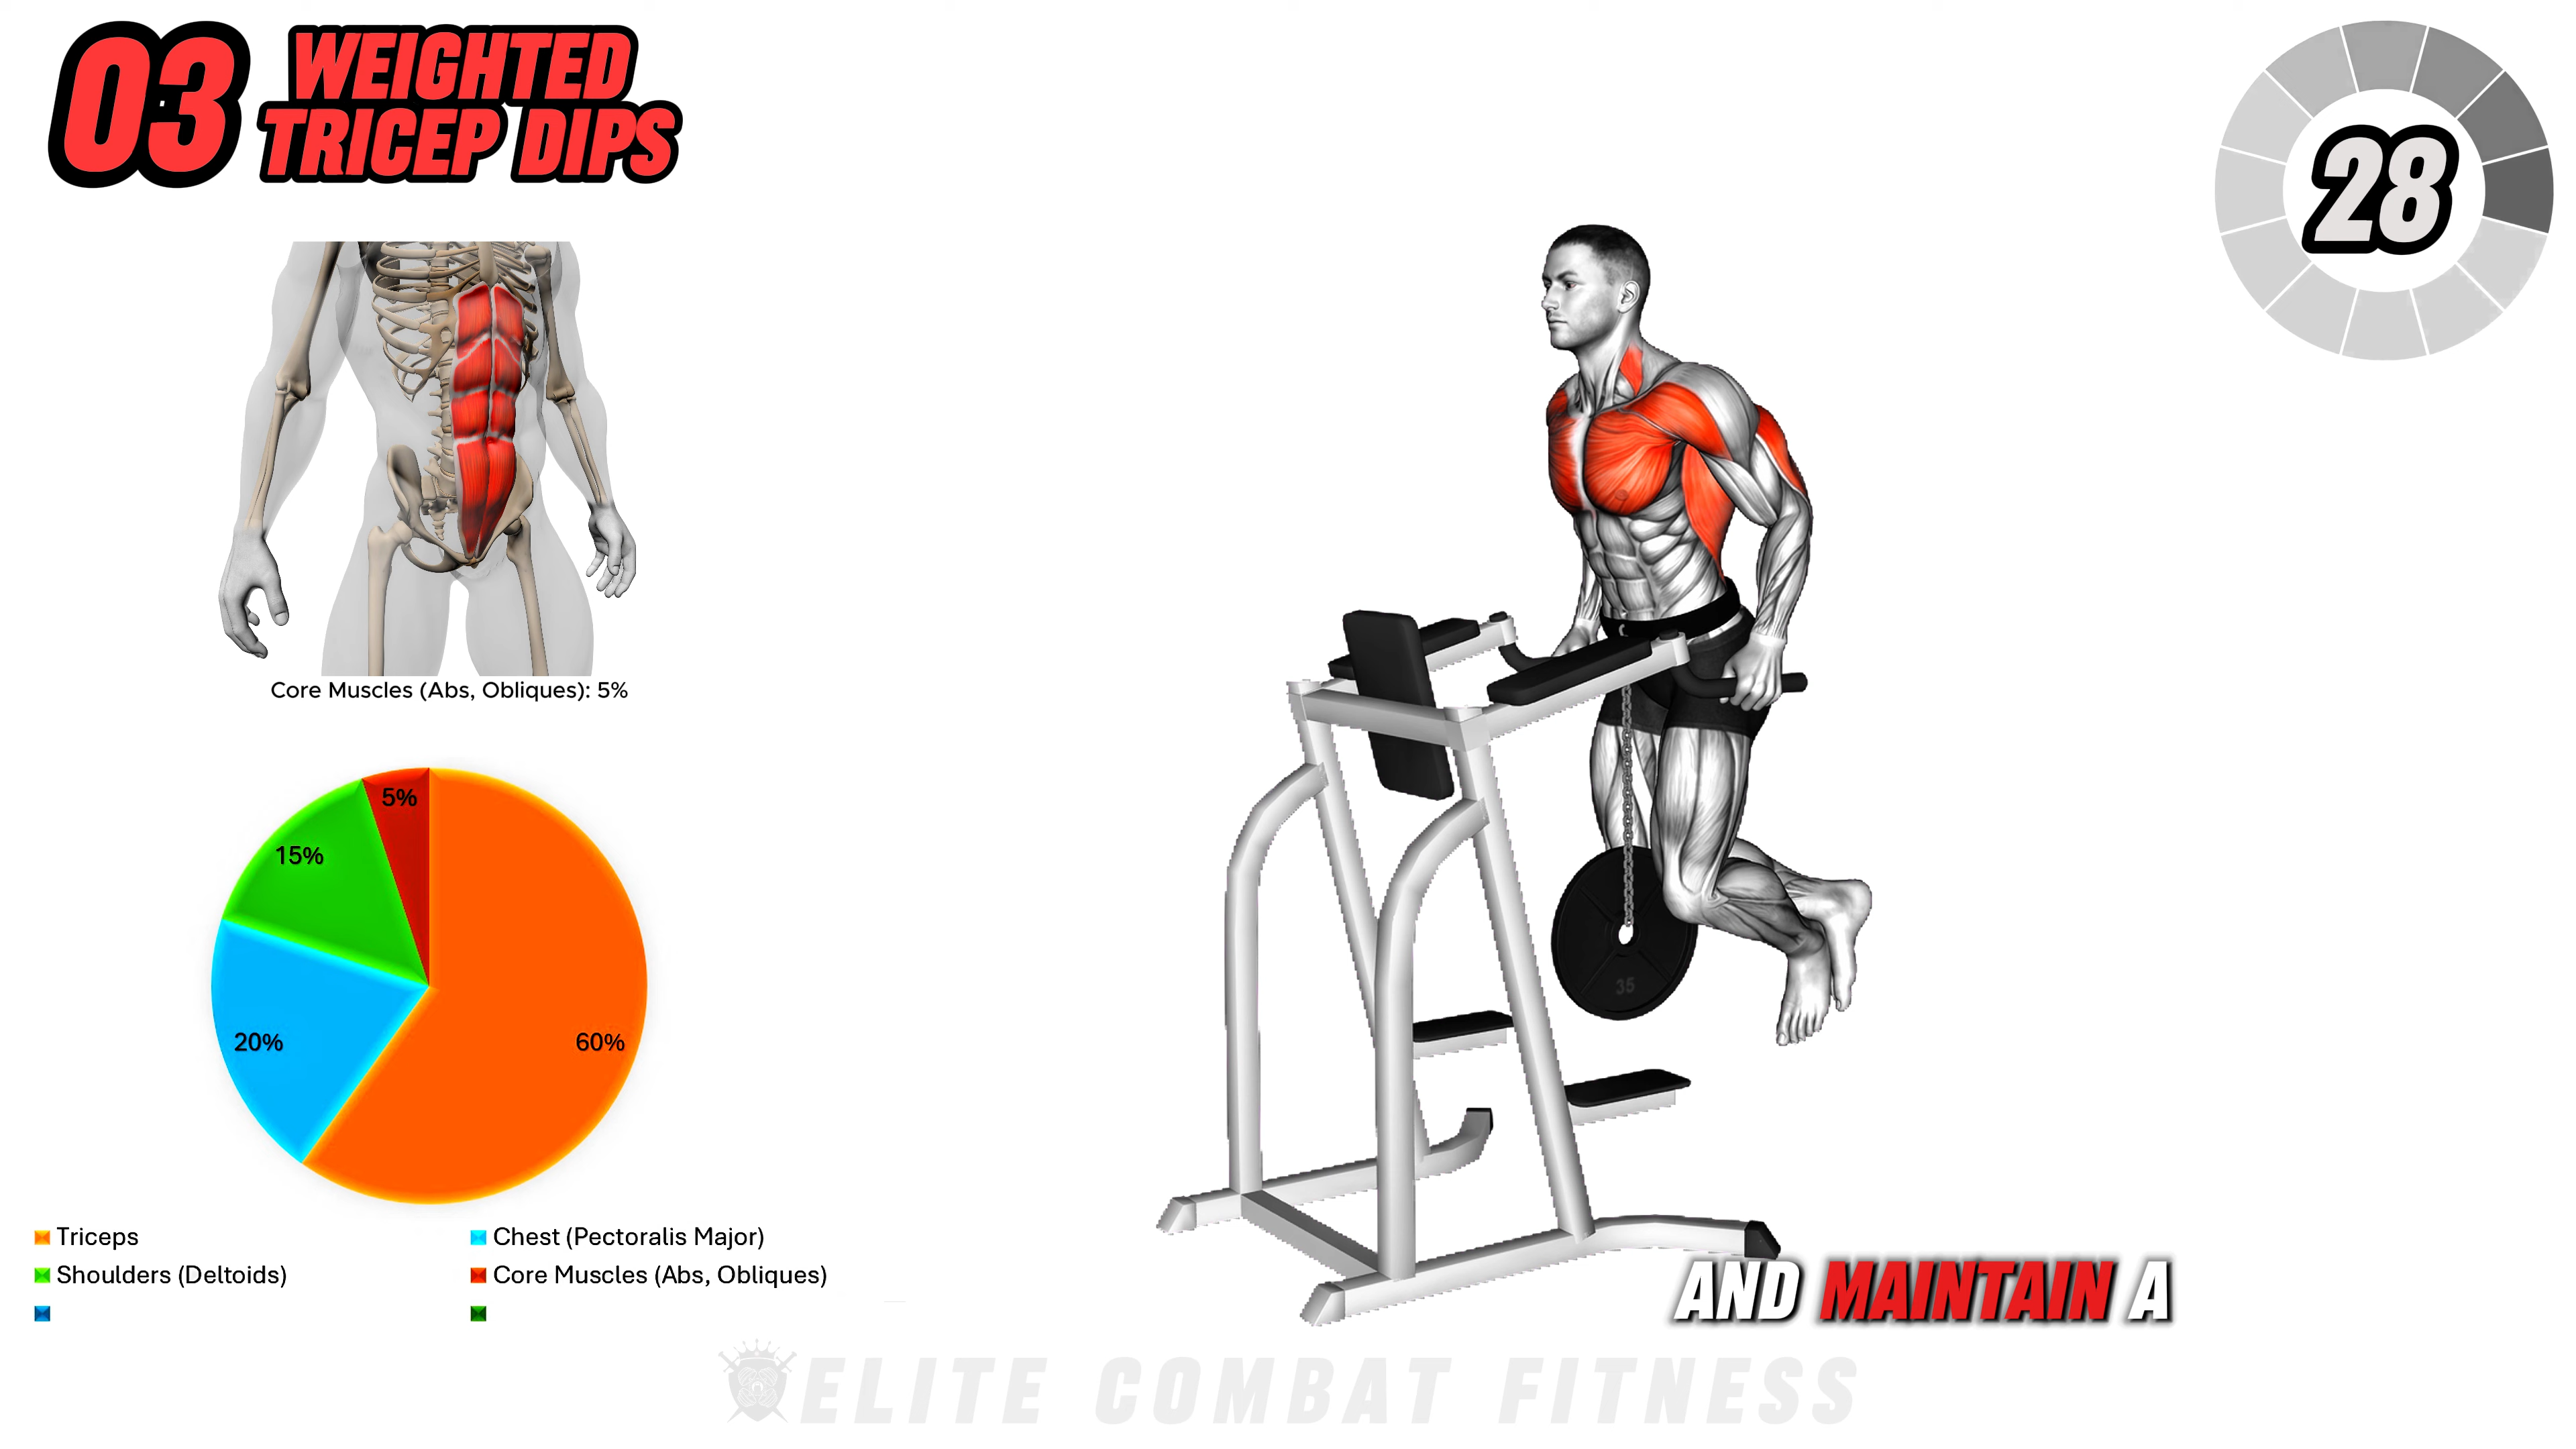 03
WEIGHTED
TRICEP DIPS
28
Core Muscles (Abs, Obliques): 5%
5%
15%
20%
60%
35
Triceps
Chest (Pectoralis Major)
Shoulders (Deltoids)
Core Muscles (Abs, Obliques)
AND MAINTAIN A
ELITE COMBAT FITNESS